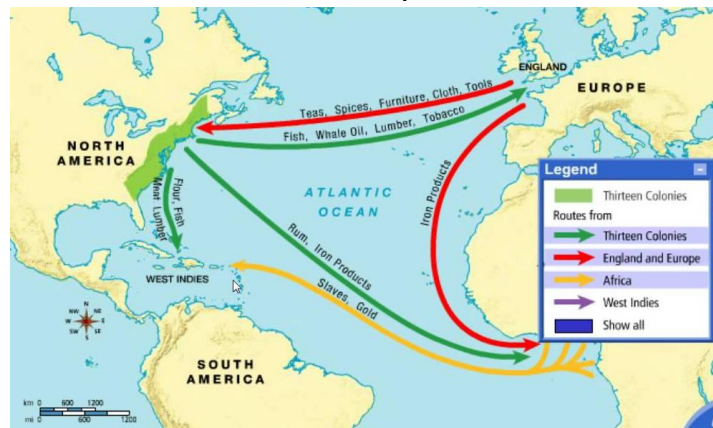 ENGLAND
EUROPE
Teas, Spices, Furniture, Cloth, Tools
Fish, Whale Oil, Lumber, Tobacco
NORTH
AMERICA
Flour, Fish
Meat Lumber
ATLANTIC
OCEAN
Iron Products
Rum, Iron Products
Slaves, Gold
WEST INDIES
SOUTH
AMERICA
N
NW NE
W E
SW SE
S
km 0 600 1200
mi 0 600 1200
Legend
Thirteen Colonies
Routes from
Thirteen Colonies
England and Europe
Africa
West Indies
Show all